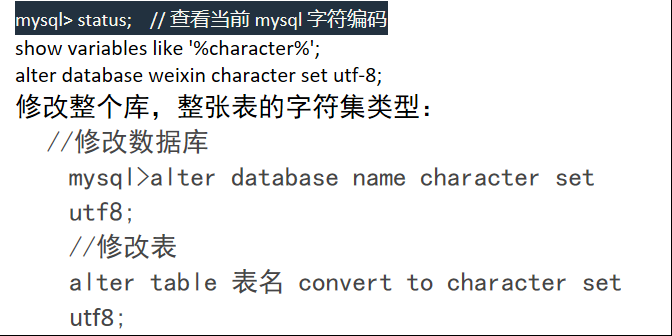 mysql> status;    // 查看当前 mysql 字符编码
show variables like '%character%';
alter database weixin character set utf-8;
修改整个库，整张表的字符集类型：
//修改数据库
mysql>alter database name character set
utf8;
//修改表
alter table 表名 convert to character set
utf8;